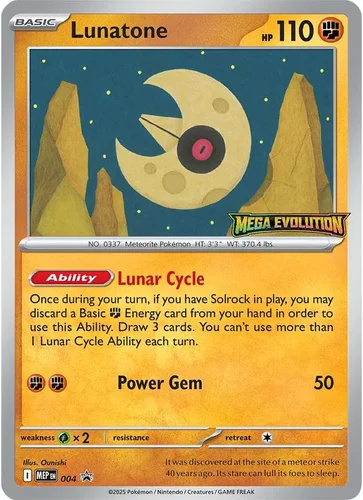 BASIC
Lunatone
HP 110
MEGA EVOLUTION
NO. 0337 Meteorite Pokémon HT: 3'3" WT: 370.4 lbs.
Ability Lunar Cycle
Once during your turn, if you have Solrock in play, you may
discard a Basic Energy card from your hand in order to
use this Ability. Draw 3 cards. You can't use more than
1 Lunar Cycle Ability each turn.
Power Gem 50
weakness ×2 resistance retreat
Illus. Ounishi
It was discovered at the site of a meteor strike
40 years ago. Its stare can lull its foes to sleep.
MEP EN 004
©2025 Pokémon / Nintendo / Creatures / GAME FREAK